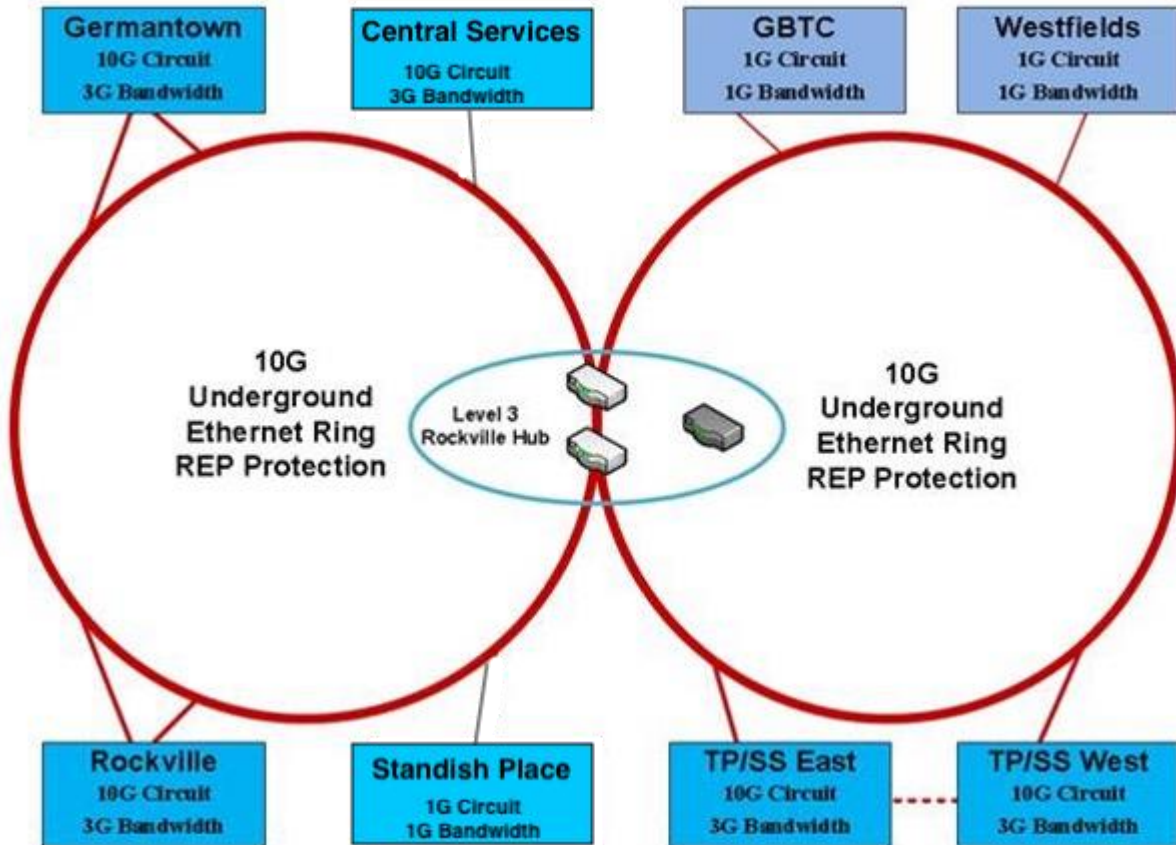 Germantown
10G Circuit
3G Bandwidth
Central Services
10G Circuit
3G Bandwidth
GBTC
1G Circuit
1G Bandwidth
Westfields
1G Circuit
1G Bandwidth
10G
Underground
Ethernet Ring
REP Protection
Level 3
Rockville Hub
10G
Underground
Ethernet Ring
REP Protection
Rockville
10G Circuit
3G Bandwidth
Standish Place
1G Circuit
1G Bandwidth
TP/SS East
10G Circuit
3G Bandwidth
TP/SS West
10G Circuit
3G Bandwidth